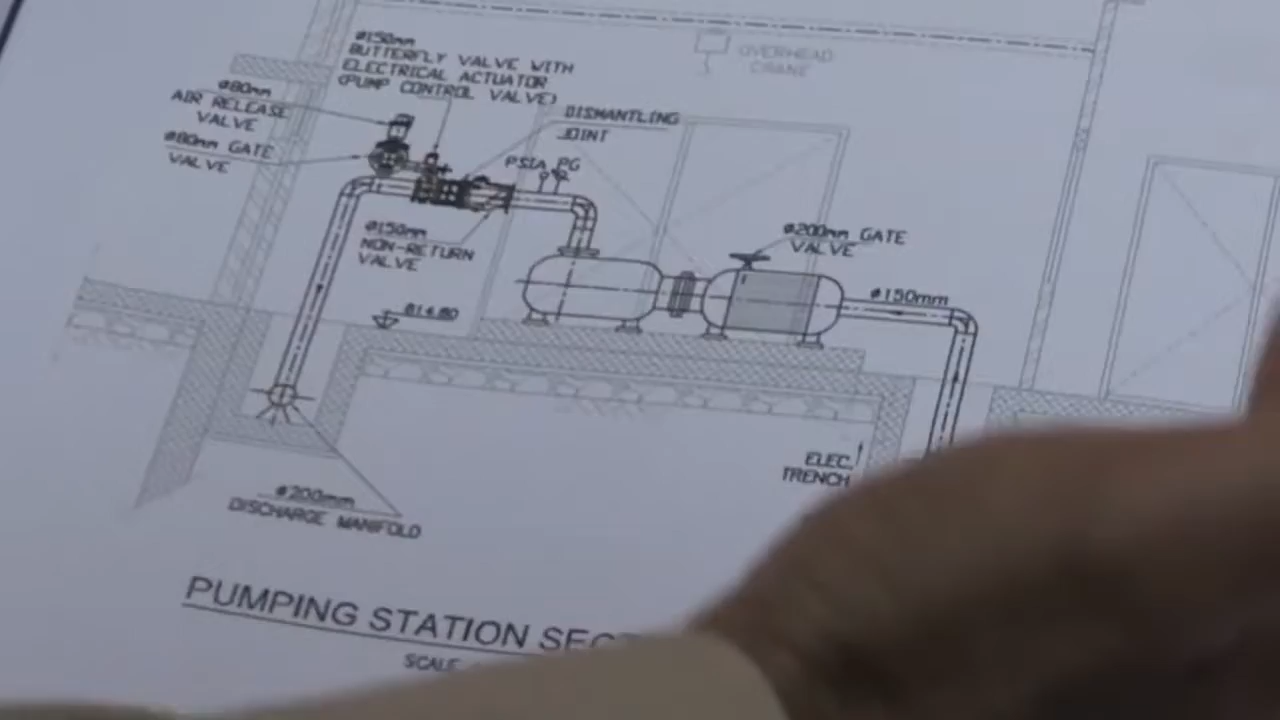 Ø150mm
BUTTERFLY VALVE WITH
ELECTRICAL ACTUATOR
(PUMP CONTROL VALVE)
OVERHEAD
CRANE
Ø80mm
AIR RELEASE
VALVE
Ø80mm GATE
VALVE
DISMANTLING
JOINT
PSIA PG
Ø150mm
NON-RETURN
VALVE
Ø200mm GATE
VALVE
Ø150mm
ELEC.
TRENCH
Ø200mm
DISCHARGE MANIFOLD
PUMPING STATION
SCALE